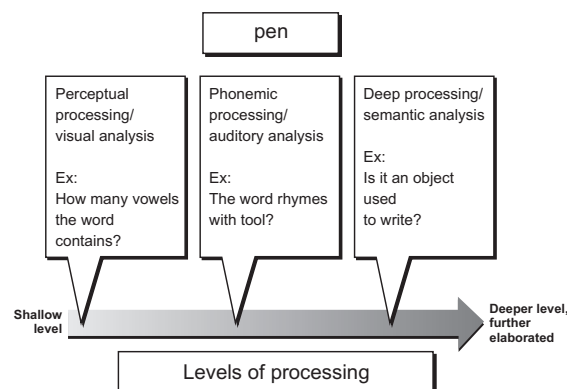 pen
Perceptual
processing/
visual analysis
Ex:
How many vowels
the word
contains?
Phonemic
processing/
auditory analysis
Ex:
The word rhymes
with tool?
Deep processing/
semantic analysis
Ex:
Is it an object
used
to write?
Shallow
level
Deeper level,
further
elaborated
Levels of processing